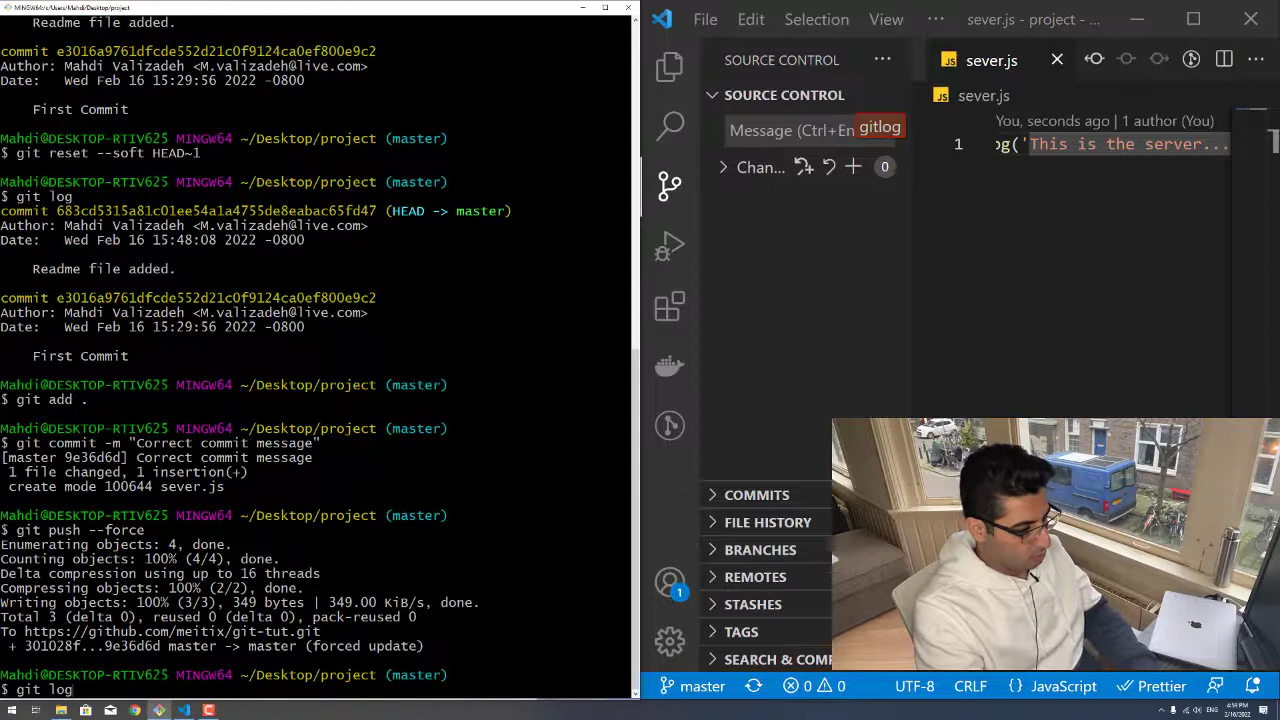 MINGW64:/c/Users/Mahdi/Desktop/project
Readme file added.
commit e3016a9761dfcde552d21c0f9124ca0ef800e9c2
Author: Mahdi Valizadeh <M.valizadeh@live.com>
Date:   Wed Feb 16 15:29:56 2022 -0800
First Commit
Mahdi@DESKTOP-RTIV625 MINGW64 ~/Desktop/project (master)
$ git reset --soft HEAD~1
Mahdi@DESKTOP-RTIV625 MINGW64 ~/Desktop/project (master)
$ git log
commit 683cd5315a81c01ee54a1a4755de8eabac65fd47 (HEAD -> master)
Author: Mahdi Valizadeh <M.valizadeh@live.com>
Date:   Wed Feb 16 15:48:08 2022 -0800
Readme file added.
commit e3016a9761dfcde552d21c0f9124ca0ef800e9c2
Author: Mahdi Valizadeh <M.valizadeh@live.com>
Date:   Wed Feb 16 15:29:56 2022 -0800
First Commit
Mahdi@DESKTOP-RTIV625 MINGW64 ~/Desktop/project (master)
$ git add .
Mahdi@DESKTOP-RTIV625 MINGW64 ~/Desktop/project (master)
$ git commit -m "Correct commit message"
[master 9e36d6d] Correct commit message
1 file changed, 1 insertion(+)
create mode 100644 sever.js
Mahdi@DESKTOP-RTIV625 MINGW64 ~/Desktop/project (master)
$ git push --force
Enumerating objects: 4, done.
Counting objects: 100% (4/4), done.
Delta compression using up to 16 threads
Compressing objects: 100% (2/2), done.
Writing objects: 100% (3/3), 349 bytes | 349.00 KiB/s, done.
Total 3 (delta 0), reused 0 (delta 0), pack-reused 0
To https://github.com/meitix/git-tut.git
+ 301028f...9e36d6d master -> master (forced update)
Mahdi@DESKTOP-RTIV625 MINGW64 ~/Desktop/project (master)
$ git log
File Edit Selection View ··· sever.js - project - ...
SOURCE CONTROL ···
JS sever.js
SOURCE CONTROL
JS sever.js
Message (Ctrl+En
gitlog
You, seconds ago | 1 author (You)
1 og('This is the server...
Chan... 0
COMMITS
FILE HISTORY
BRANCHES
REMOTES
STASHES
TAGS
SEARCH & COMP
1
master 0 0 UTF-8 CRLF {} JavaScript Prettier
ENG
4:59 PM
2/16/2022